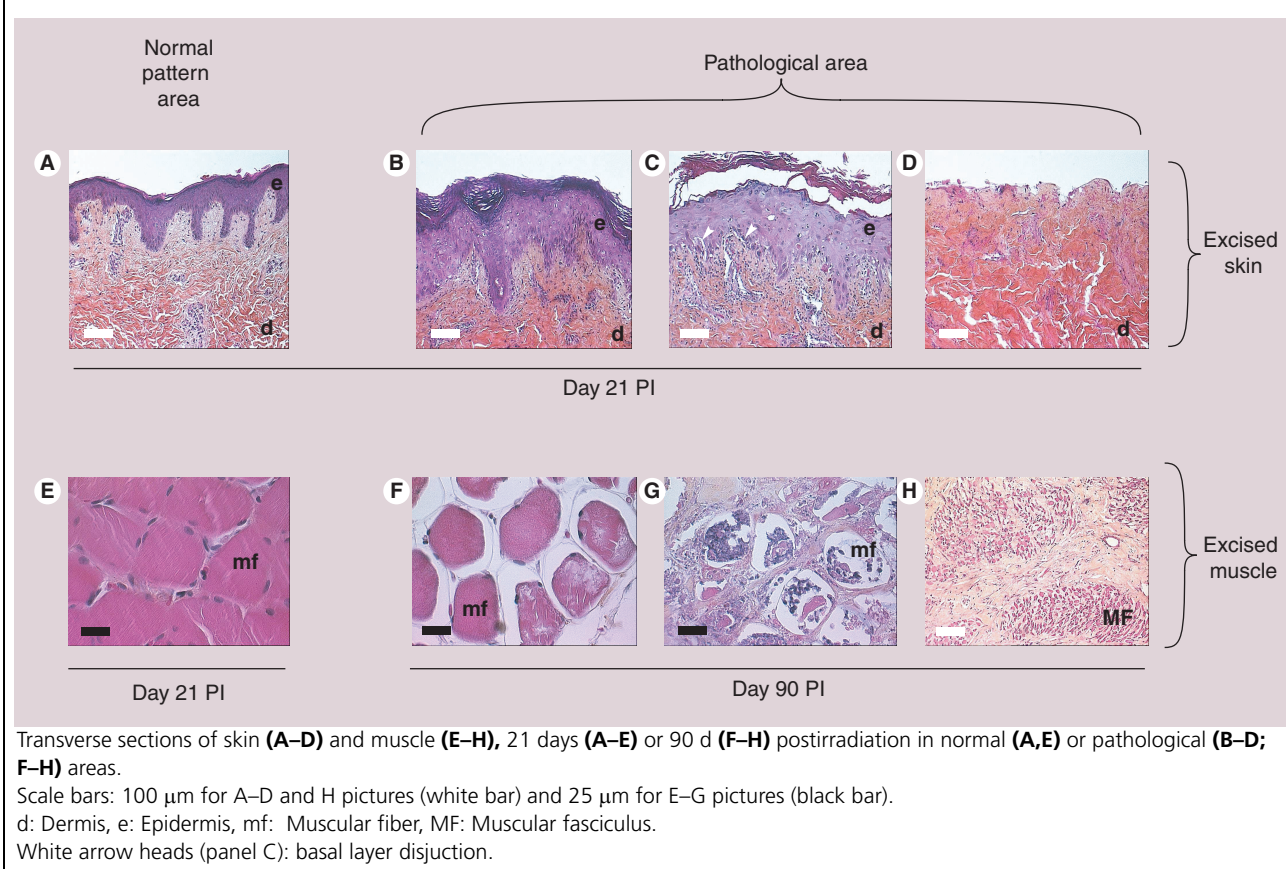 Normal
pattern
area
Pathological area
A
B
C
D
e
d
e
d
e
d
d
Excised
skin
Day 21 PI
E
F
G
H
mf
mf
mf
MF
Excised
muscle
Day 21 PI
Day 90 PI
Transverse sections of skin (A–D) and muscle (E–H), 21 days (A–E) or 90 d (F–H) postirradiation in normal (A,E) or pathological (B–D;
F–H) areas.
Scale bars: 100 μm for A–D and H pictures (white bar) and 25 μm for E–G pictures (black bar).
d: Dermis, e: Epidermis, mf: Muscular fiber, MF: Muscular fasciculus.
White arrow heads (panel C): basal layer disjuction.